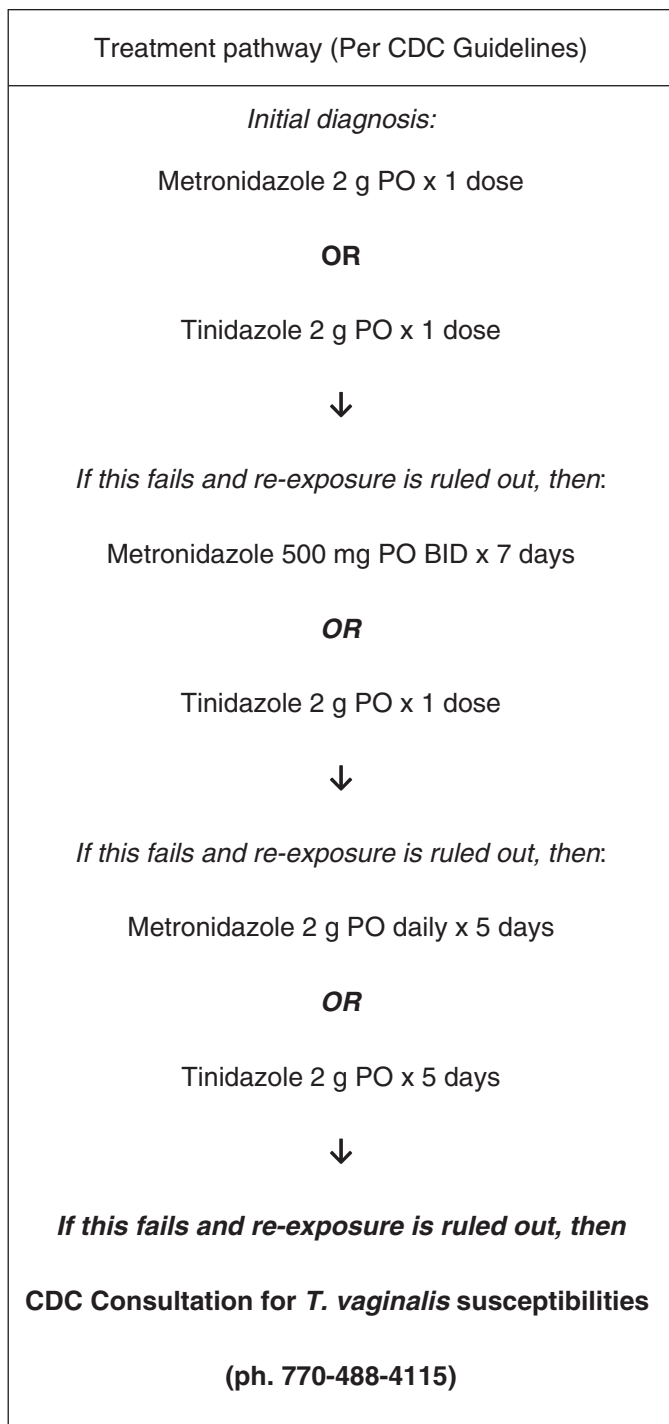 Treatment pathway (Per CDC Guidelines)
Initial diagnosis:
Metronidazole 2 g PO x 1 dose
OR
Tinidazole 2 g PO x 1 dose
↓
If this fails and re-exposure is ruled out, then:
Metronidazole 500 mg PO BID x 7 days
OR
Tinidazole 2 g PO x 1 dose
↓
If this fails and re-exposure is ruled out, then:
Metronidazole 2 g PO daily x 5 days
OR
Tinidazole 2 g PO x 5 days
↓
If this fails and re-exposure is ruled out, then
CDC Consultation for T. vaginalis susceptibilities
(ph. 770-488-4115)